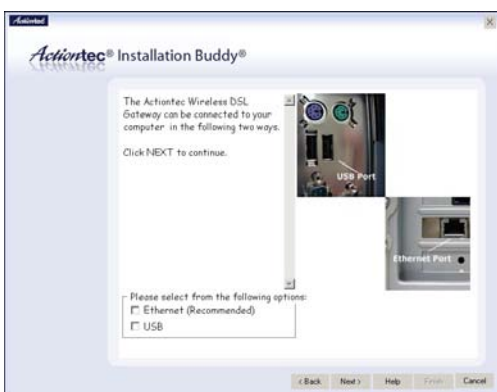 Actiontec
Actiontec® Installation Buddy®
The Actiontec Wireless DSL
Gateway can be connected to your
computer in the following two ways.
Click NEXT to continue.
USB Port
Ethernet Port
Please select from the following options:
Ethernet (Recommended)
USB
< Back Next > Help Finish Cancel